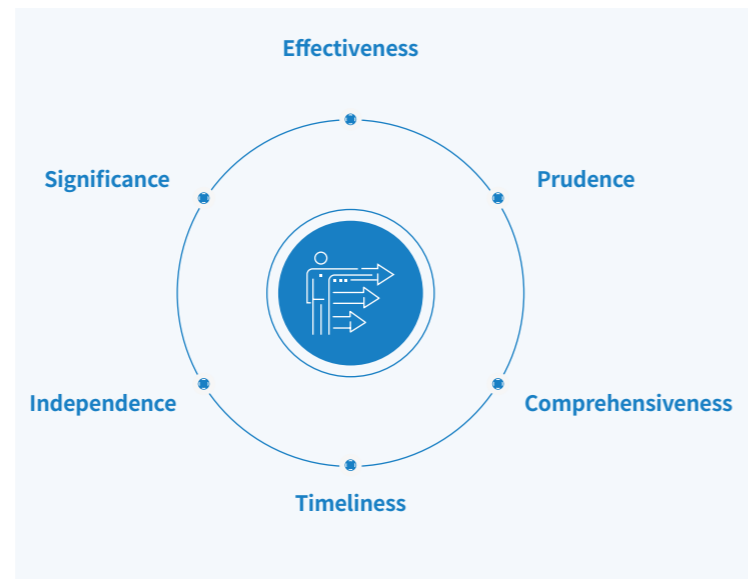 Effectiveness
Significance
Prudence
Independence
Comprehensiveness
Timeliness